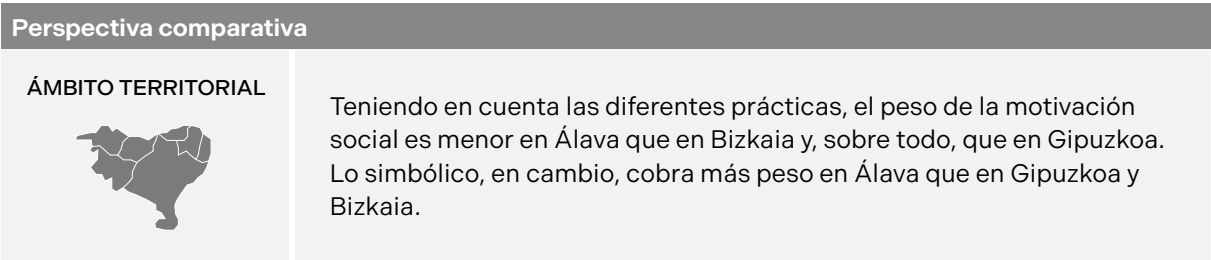 Perspectiva comparativa
ÁMBITO TERRITORIAL
Teniendo en cuenta las diferentes prácticas, el peso de la motivación
social es menor en Álava que en Bizkaia y, sobre todo, que en Gipuzkoa.
Lo simbólico, en cambio, cobra más peso en Álava que en Gipuzkoa y
Bizkaia.